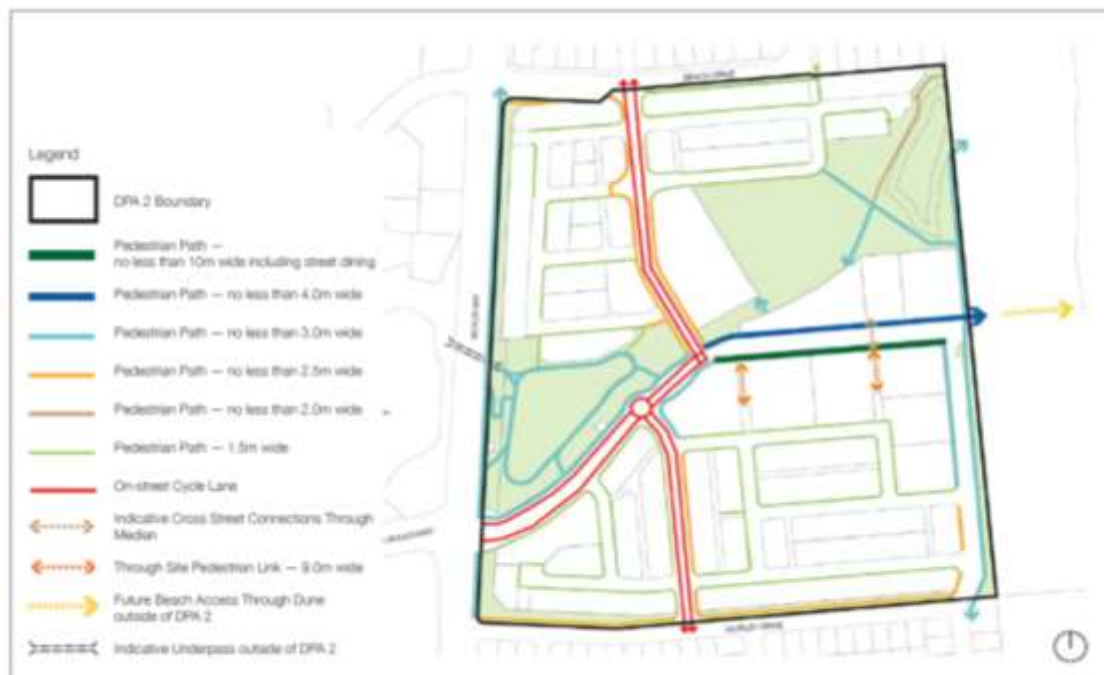 Legend
DPA 2 Boundary
Pedestrian Path —
no less than 10m wide including street dining
Pedestrian Path — no less than 4.0m wide
Pedestrian Path — no less than 3.0m wide
Pedestrian Path — no less than 2.5m wide
Pedestrian Path — no less than 2.0m wide
Pedestrian Path — 1.5m wide
On-street Cycle Lane
Indicative Cross Street Connections Through
Median
Through Site Pedestrian Link — 9.0m wide
Future Beach Access Through Dune
outside of DPA 2
Indicative Underpass outside of DPA 2